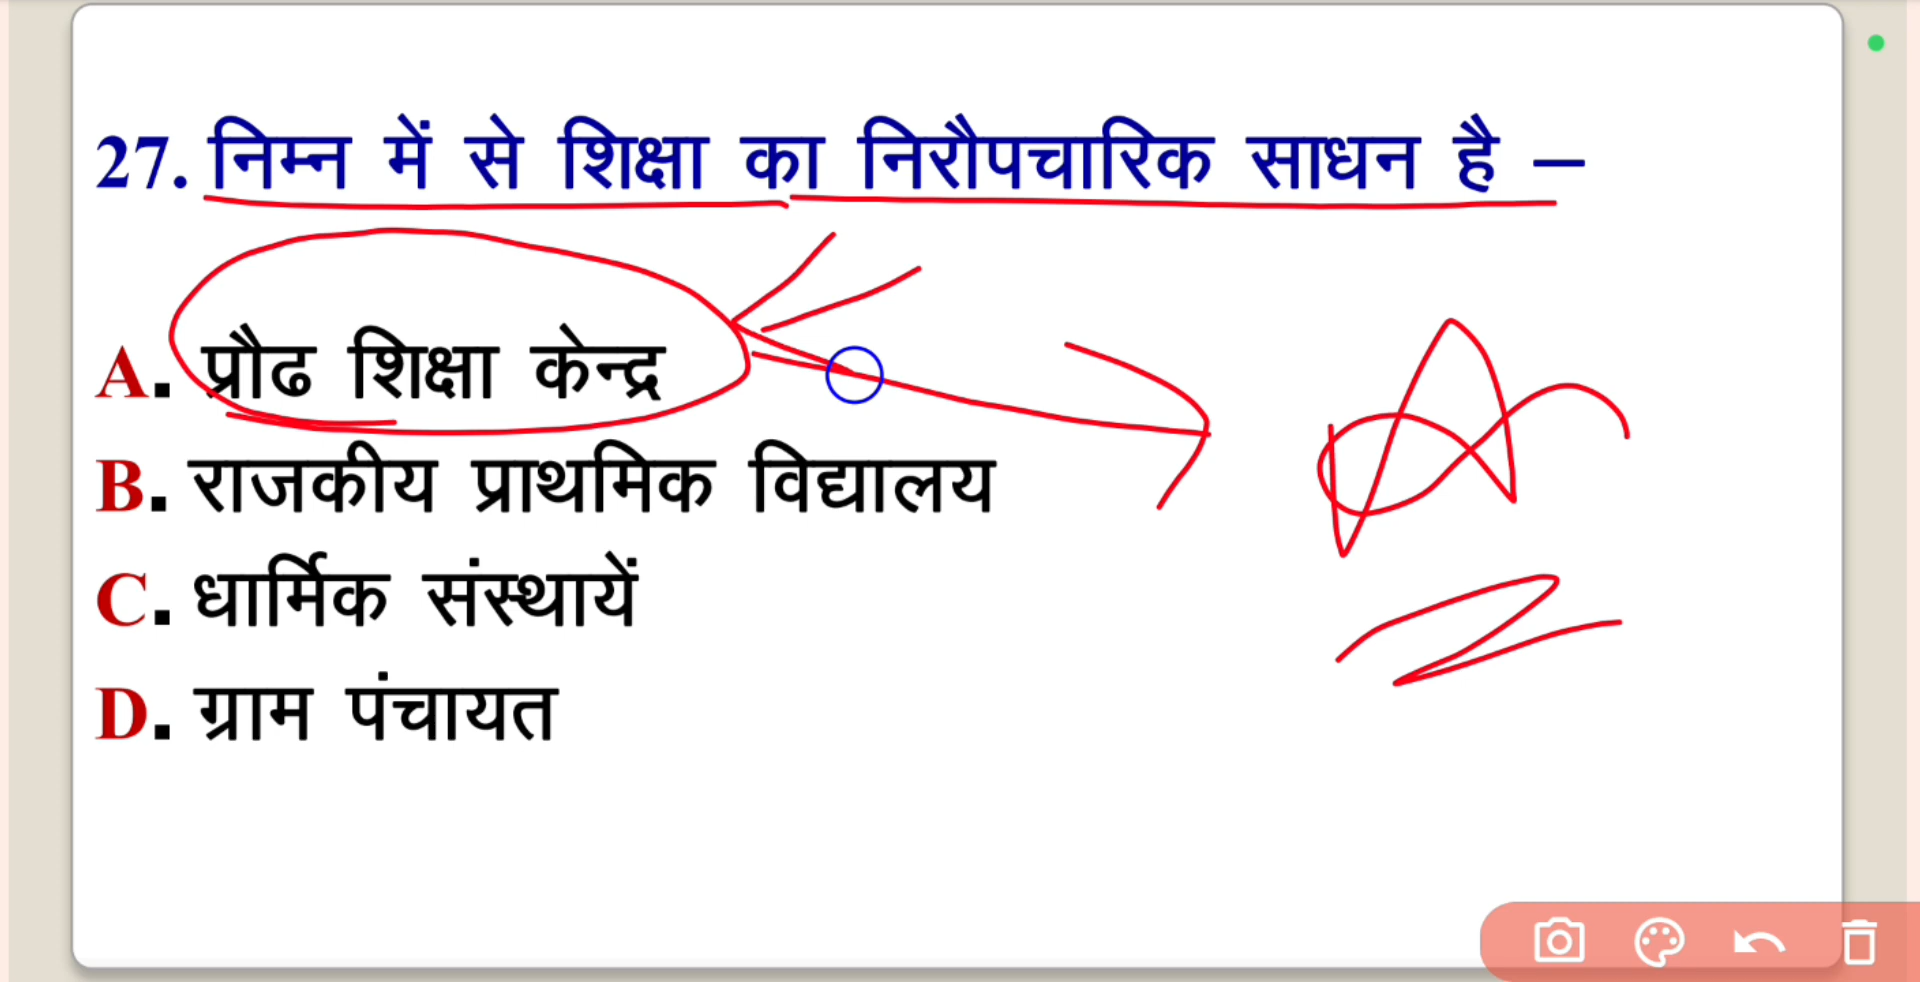 27. निम्न में से शिक्षा का निरौपचारिक साधन है –
A. प्रौढ शिक्षा केन्द्र
B. राजकीय प्राथमिक विद्यालय
C. धार्मिक संस्थायें
D. ग्राम पंचायत
A